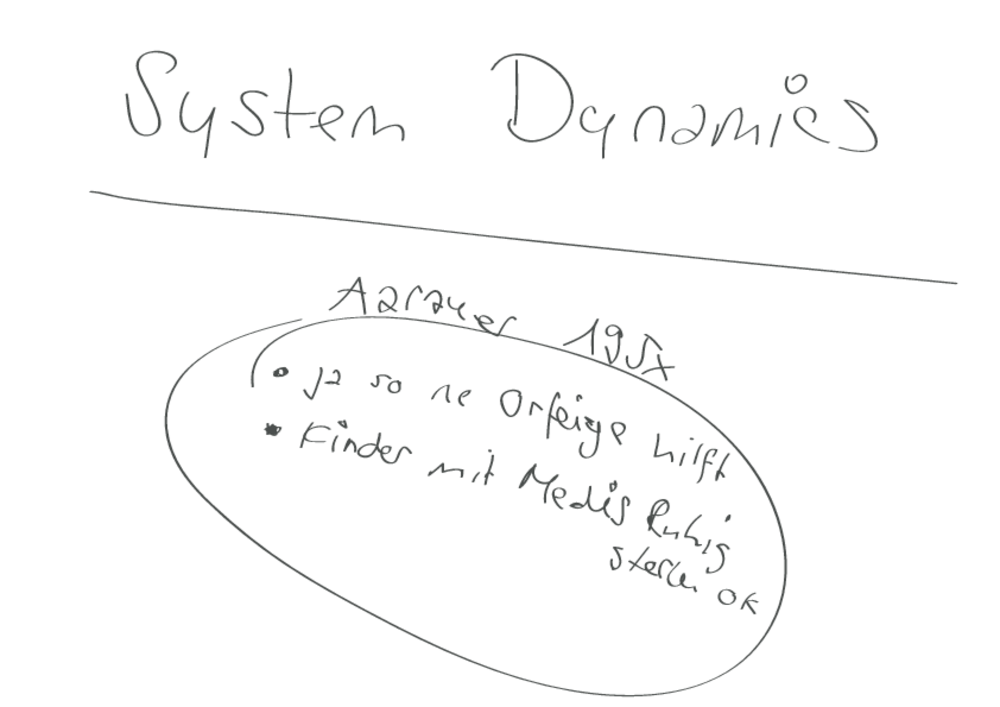 System Dynamics
Aarauer 195x
• ja so ne Orfeige hilft
• Kinder mit Medis Ruhig
stellen OK